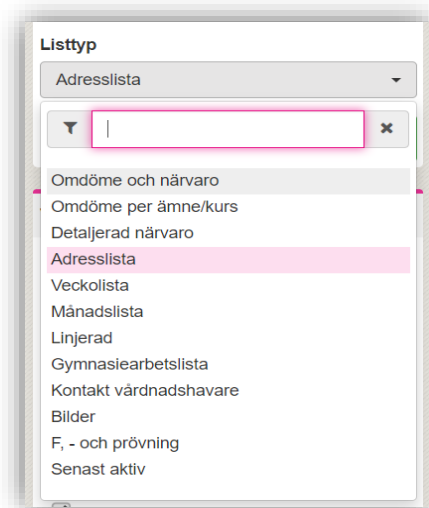 Listtyp
Adresslista
Omdöme och närvaro
Omdöme per ämne/kurs
Detaljerad närvaro
Adresslista
Veckolista
Månadslista
Linjerad
Gymnasiearbetslista
Kontakt vårdnadshavare
Bilder
F, - och prövning
Senast aktiv